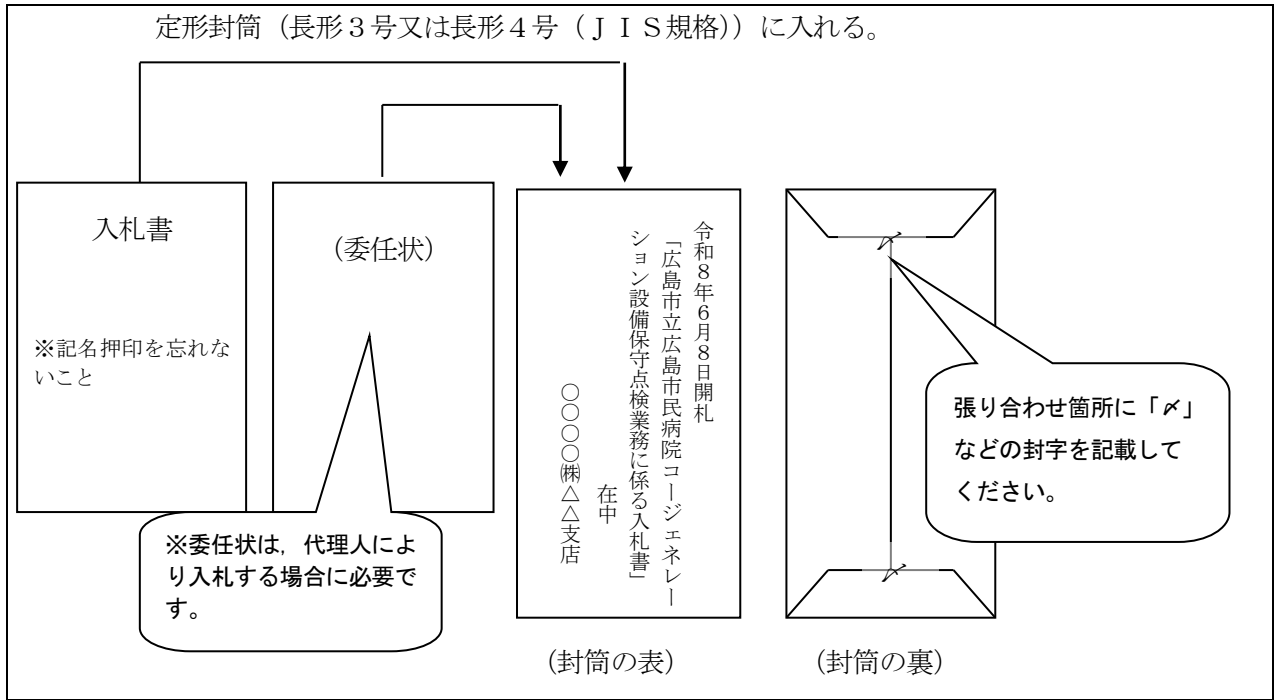 定形封筒（長形３号又は長形４号（ＪＩＳ規格））に入れる。
入札書
※記名押印を忘れな
いこと
（委任状）
※委任状は，代理人によ
り入札する場合に必要で
す。
令和８年６月８日開札
「広島市立広島市民病院コージェネレー
ション設備保守点検業務に係る入札書」
在中
○○○○㈱△△支店
〆
〆
張り合わせ箇所に「〆」
などの封字を記載して
ください。
（封筒の表）
（封筒の裏）